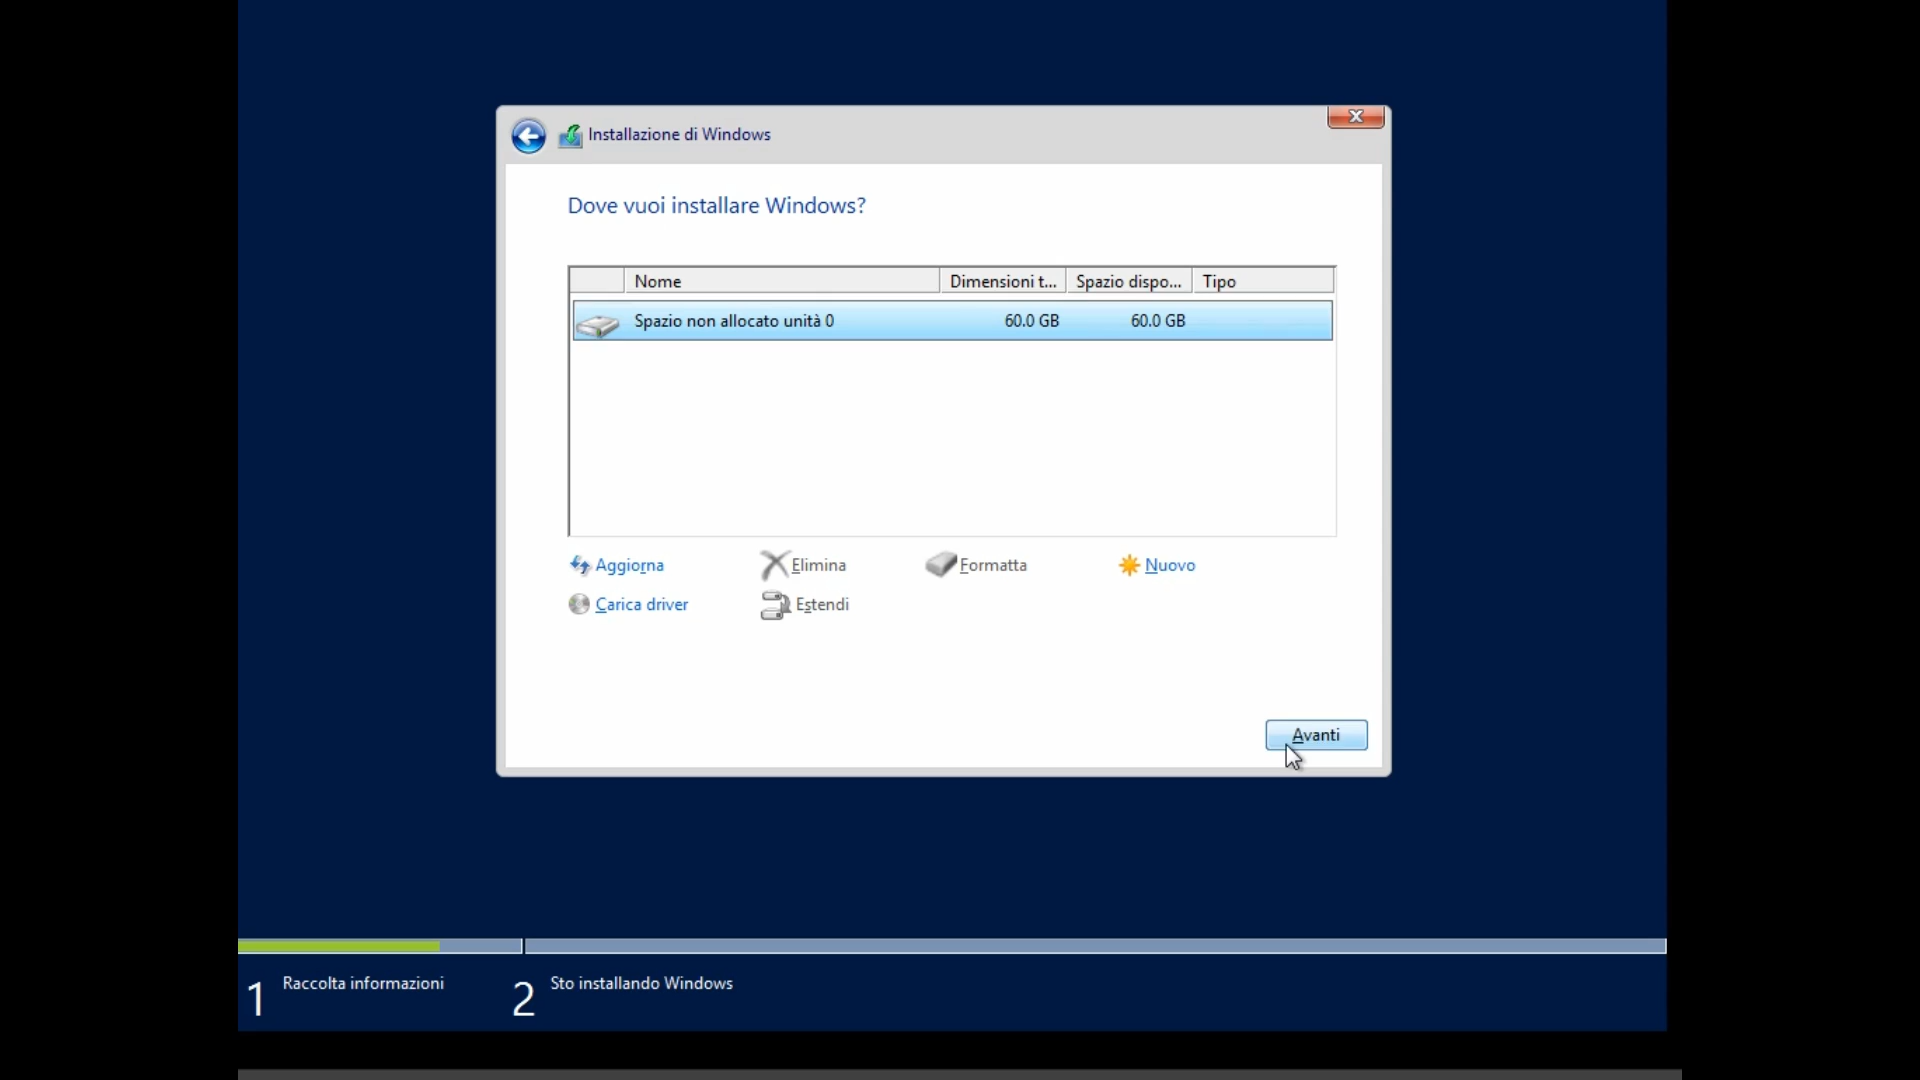 Installazione di Windows
Dove vuoi installare Windows?
Nome Dimensioni t... Spazio dispo... Tipo
Spazio non allocato unità 0 60.0 GB 60.0 GB
Aggiorna Elimina Formatta Nuovo
Carica driver Estendi
Avanti
1 Raccolta informazioni 2 Sto installando Windows